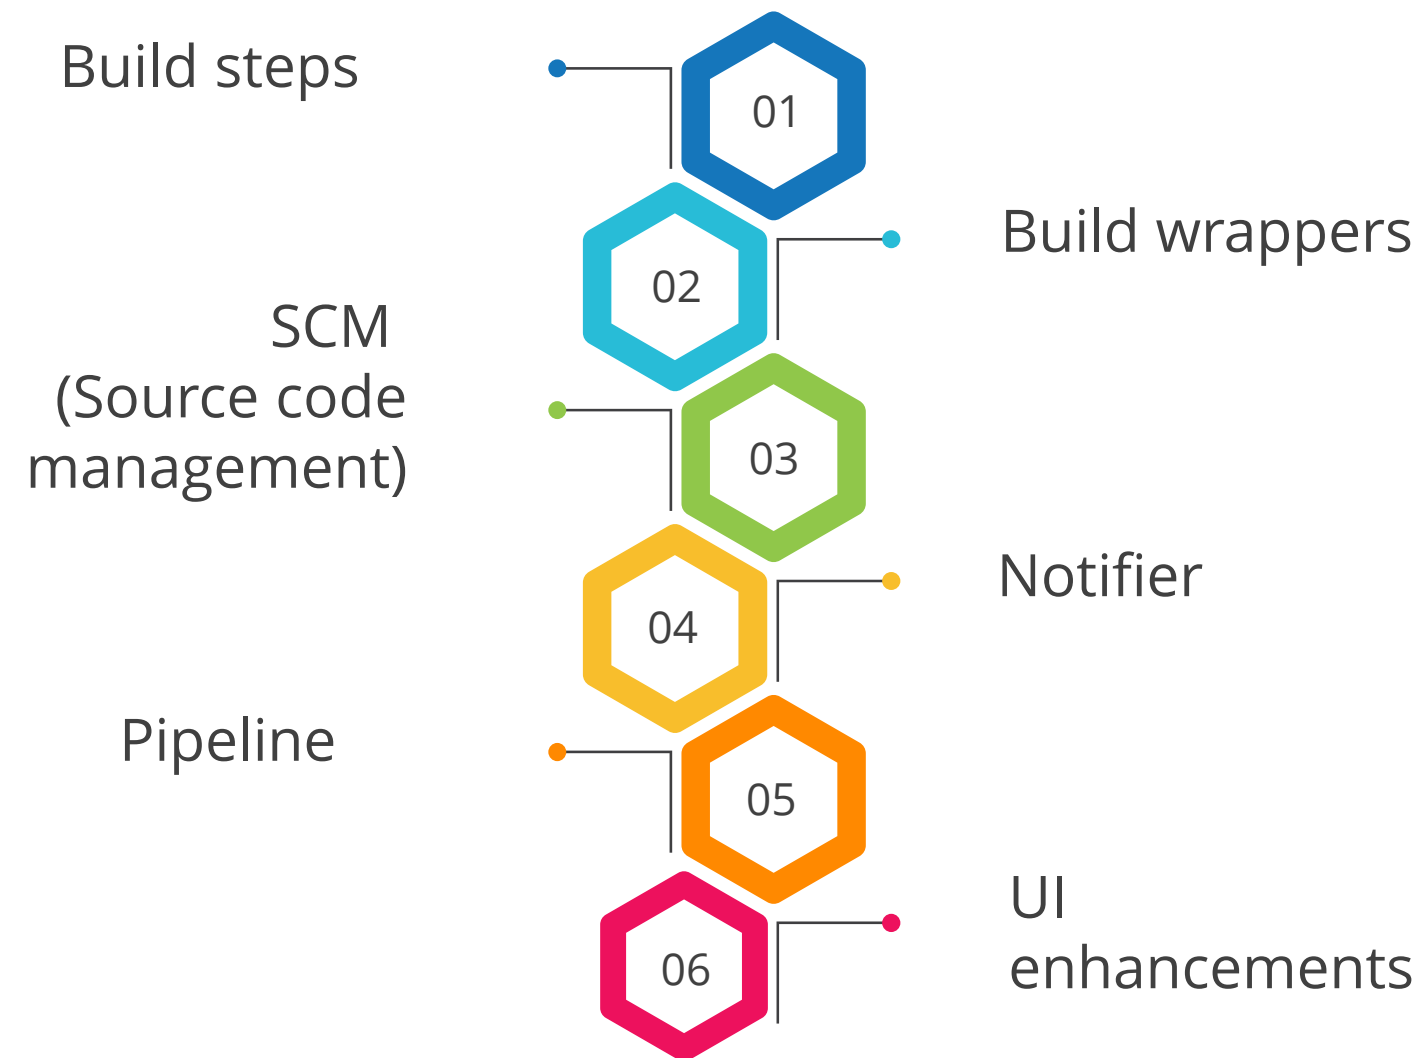 Build steps
01
Build wrappers
02
SCM
(Source code
management)
03
Notifier
04
Pipeline
05
UI
enhancements
06